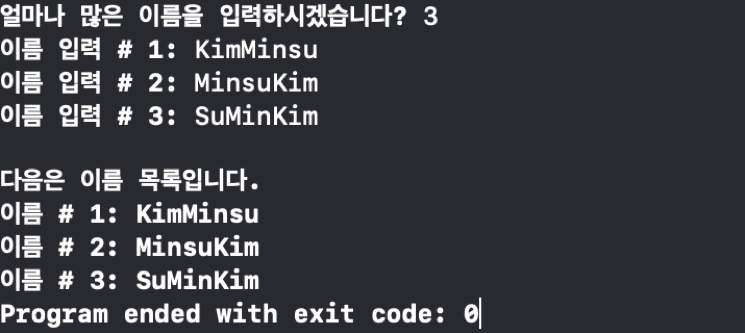 얼마나 많은 이름을 입력하시겠습니다? 3
이름 입력 # 1: KimMinsu
이름 입력 # 2: MinsuKim
이름 입력 # 3: SuMinKim
다음은 이름 목록입니다.
이름 # 1: KimMinsu
이름 # 2: MinsuKim
이름 # 3: SuMinKim
Program ended with exit code: 0